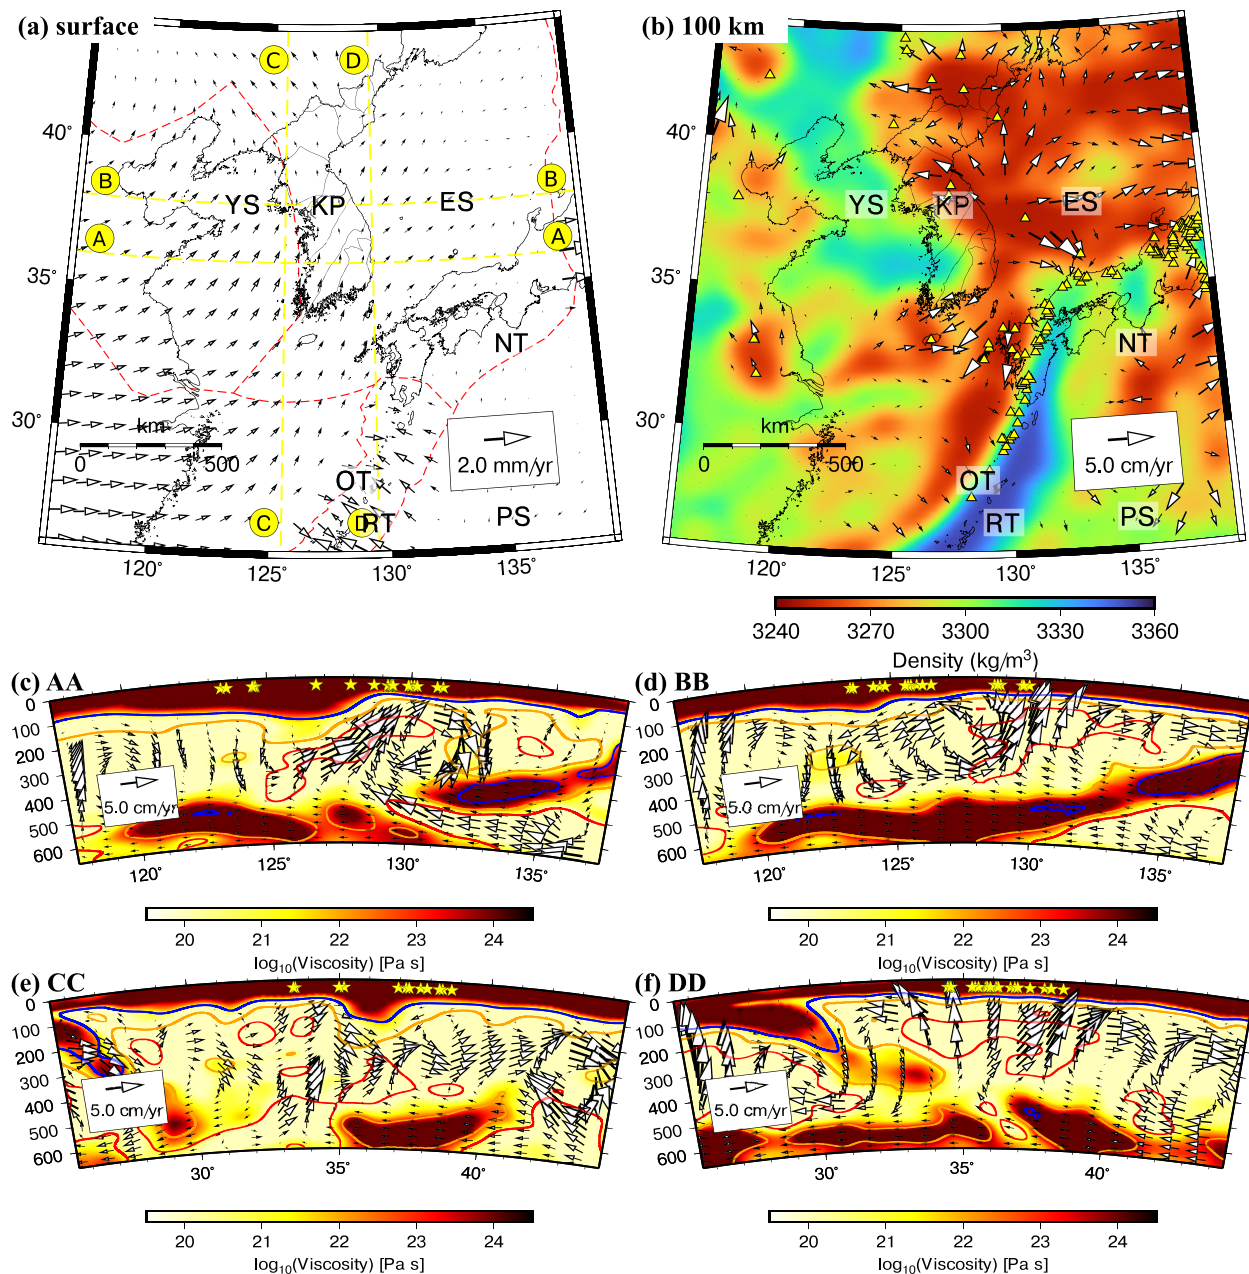 (a) surface
C
D
40°
B
B
YS
KP
ES
A
A
35°
NT
30°
km
0
500
2.0 mm/yr
OT
C
D
RT
PS
120°
125°
130°
135°
(b) 100 km
40°
YS
KP
ES
35°
NT
30°
km
0
500
5.0 cm/yr
OT
RT
PS
120°
125°
130°
135°
3240
3270
3300
3330
3360
Density (kg/m³)
(c) AA
0
100
200
300
400
500
600
5.0 cm/yr
120°
125°
130°
135°
20
21
22
23
24
log₁₀(Viscosity) [Pa s]
(d) BB
0
100
200
300
400
500
600
5.0 cm/yr
120°
125°
130°
135°
20
21
22
23
24
log₁₀(Viscosity) [Pa s]
(e) CC
0
100
200
300
400
500
600
5.0 cm/yr
30°
35°
40°
20
21
22
23
24
log₁₀(Viscosity) [Pa s]
(f) DD
0
100
200
300
400
500
600
5.0 cm/yr
30°
35°
40°
20
21
22
23
24
log₁₀(Viscosity) [Pa s]